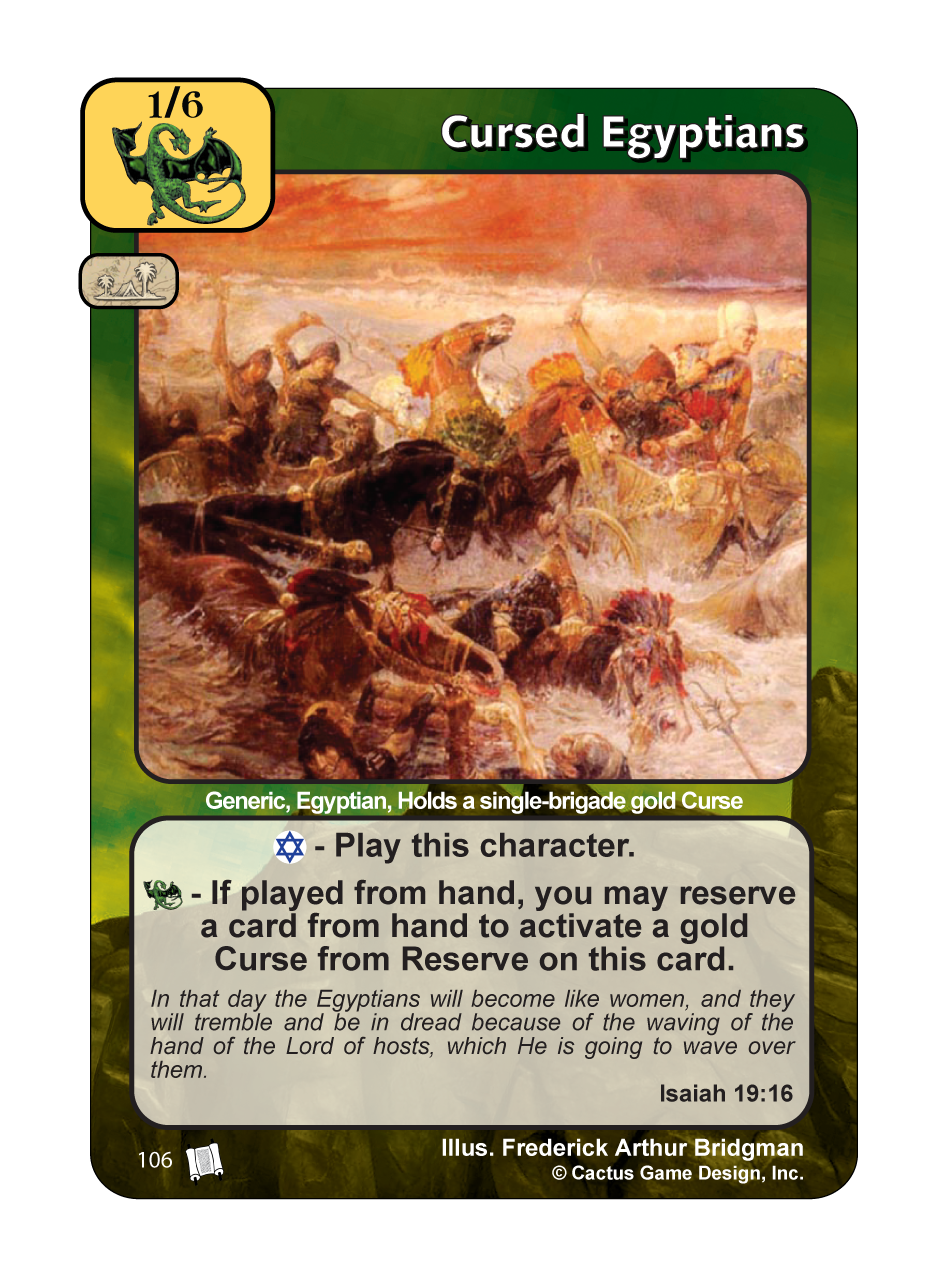 1/6
Cursed Egyptians
Generic, Egyptian, Holds a single-brigade gold Curse
- Play this character.
- If played from hand, you may reserve
a card from hand to activate a gold
Curse from Reserve on this card.
In that day the Egyptians will become like women, and they
will tremble and be in dread because of the waving of the
hand of the Lord of hosts, which He is going to wave over
them.
Isaiah 19:16
106
Illus. Frederick Arthur Bridgman
© Cactus Game Design, Inc.